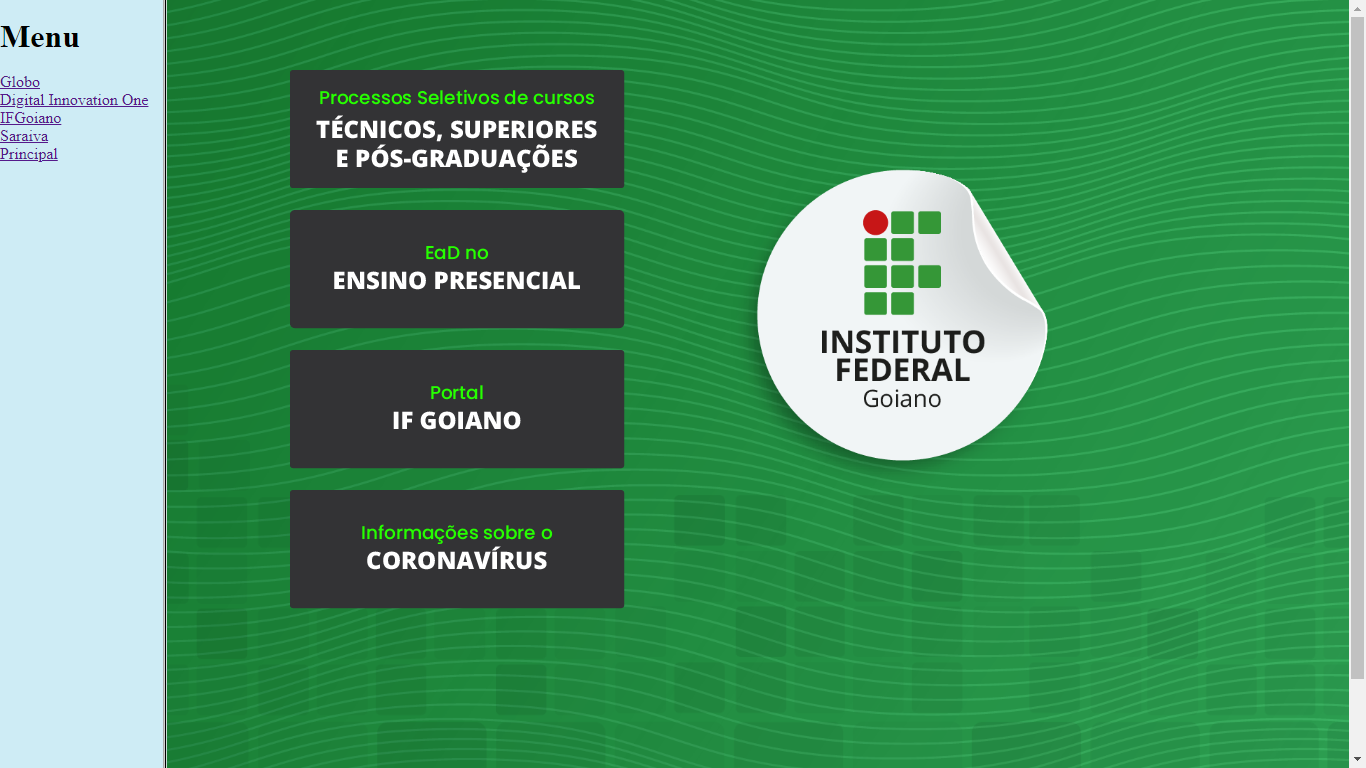 Menu
Globo
Digital Innovation One
IFGoiano
Saraiva
Principal
Processos Seletivos de cursos
TÉCNICOS, SUPERIORES
E PÓS-GRADUAÇÕES
EaD no
ENSINO PRESENCIAL
Portal
IF GOIANO
Informações sobre o
CORONAVÍRUS
INSTITUTO
FEDERAL
Goiano